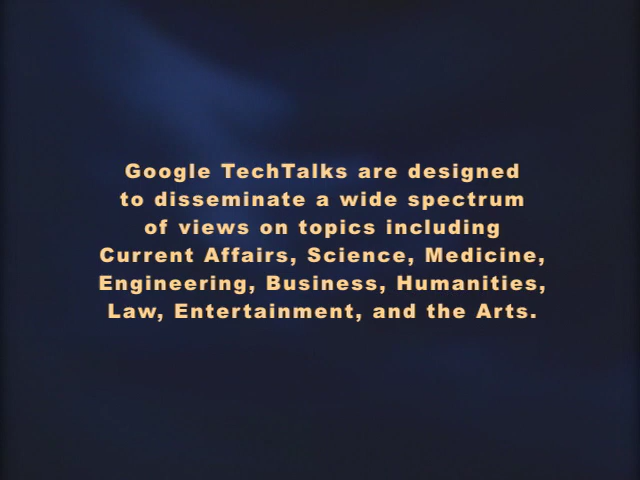 Google TechTalks are designed
to disseminate a wide spectrum
of views on topics including
Current Affairs, Science, Medicine,
Engineering, Business, Humanities,
Law, Entertainment, and the Arts.